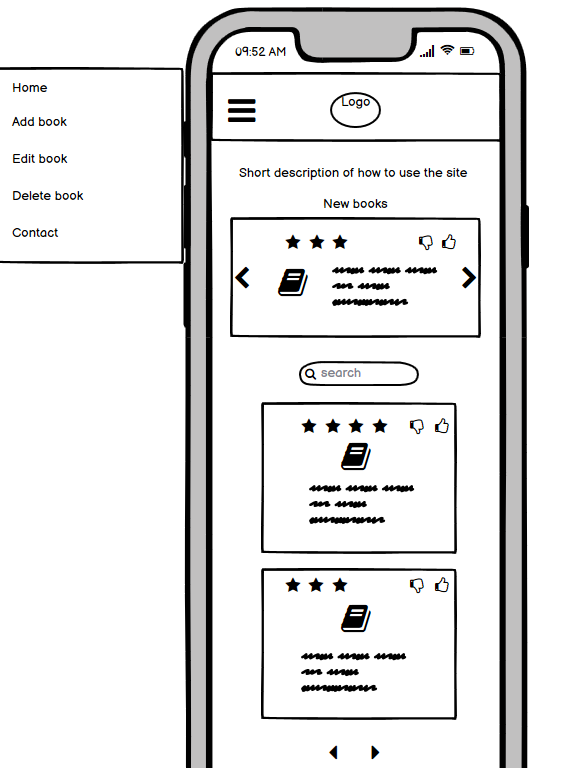 09:52 AM
Home
Add book
Edit book
Delete book
Contact
Logo
Short description of how to use the site
New books
search